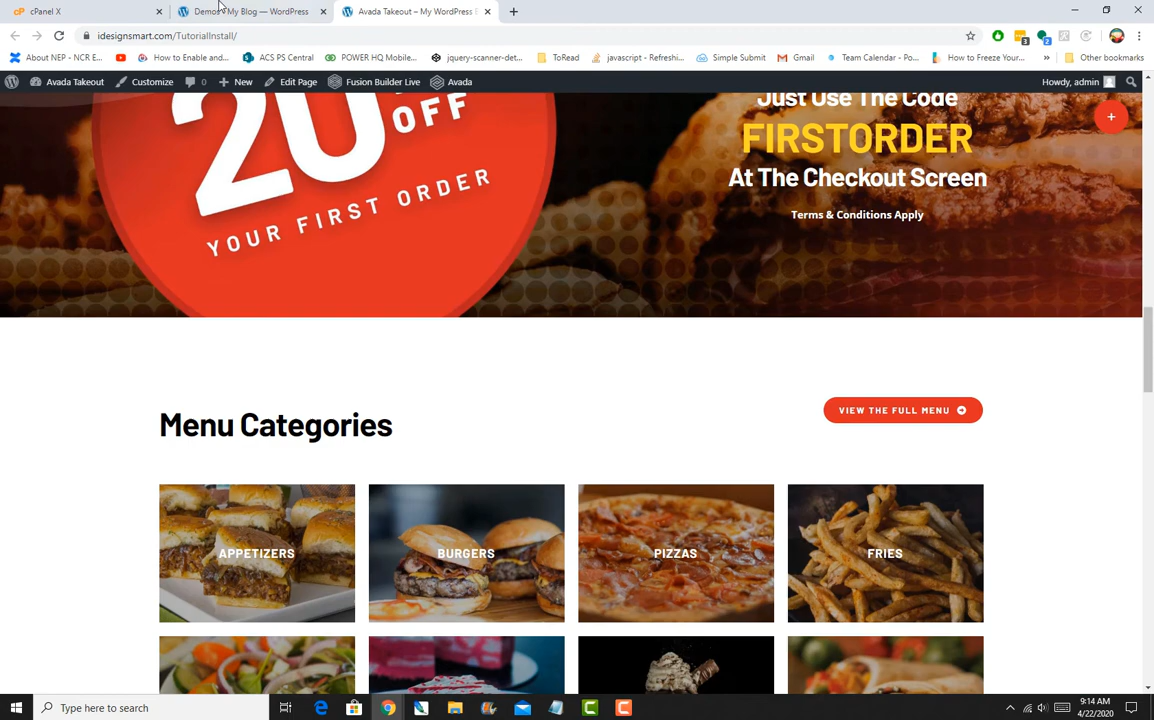 cPanel X
Demos ‹ My Blog — WordPress
Avada Takeout – My WordPress B
idesignsmart.com/TutorialInstall/
3
2
About NEP - NCR E...
How to Enable and...
ACS PS Central
POWER HQ Mobile...
jquery-scanner-det...
ToRead
javascript - Refreshi...
Simple Submit
Gmail
Team Calendar - Po...
How to Freeze Your...
»
Other bookmarks
Avada Takeout
Customize
0
New
Edit Page
Fusion Builder Live
Avada
Howdy, admin
20
OFF
YOUR FIRST ORDER
Just Use The Code
FIRSTORDER
At The Checkout Screen
Terms & Conditions Apply
Menu Categories
VIEW THE FULL MENU
APPETIZERS
BURGERS
PIZZAS
FRIES
Type here to search
9:14 AM
4/22/2020